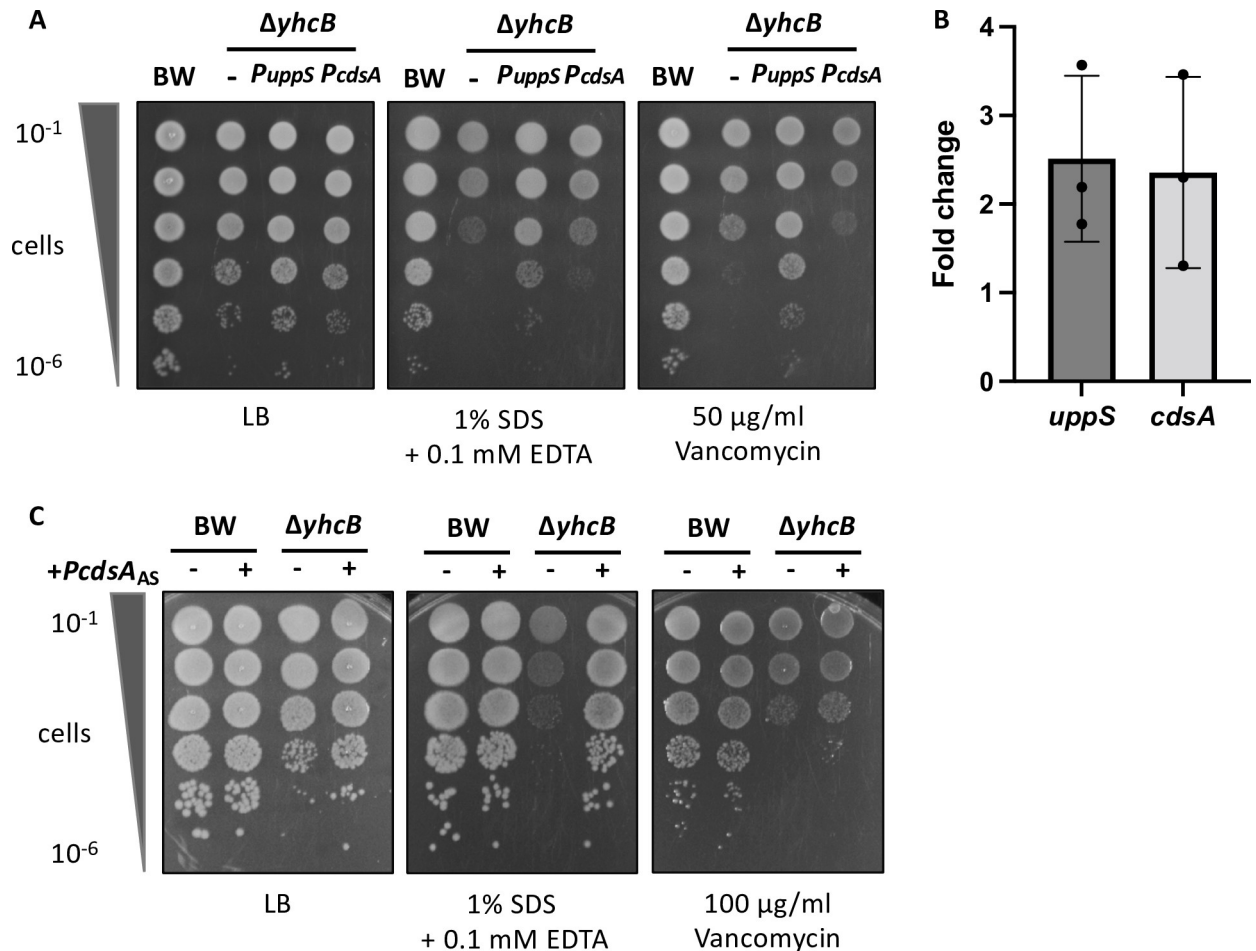 A
ΔyhcB
ΔyhcB
ΔyhcB
BW
-
PuppS
PcdsA
BW
-
PuppS
PcdsA
BW
-
PuppS
PcdsA
10-1
cells
10-6
LB
1% SDS
+ 0.1 mM EDTA
50 μg/ml
Vancomycin
B
Fold change
4
3
2
1
0
uppS
cdsA
C
BW
ΔyhcB
BW
ΔyhcB
BW
ΔyhcB
+PcdsAAS
-
+
-
+
-
+
-
+
-
+
-
+
10-1
cells
10-6
LB
1% SDS
+ 0.1 mM EDTA
100 μg/ml
Vancomycin